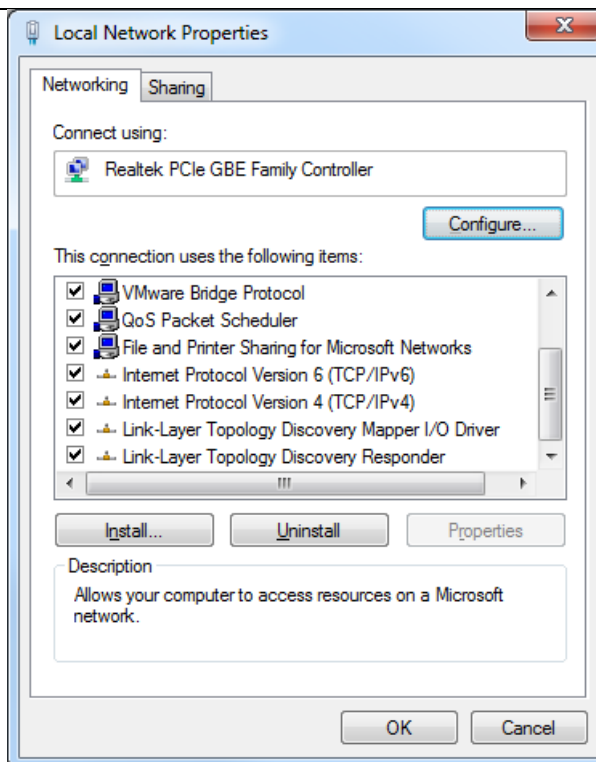 Local Network Properties
Networking
Sharing
Connect using:
Realtek PCIe GBE Family Controller
Configure...
This connection uses the following items:
VMware Bridge Protocol
QoS Packet Scheduler
File and Printer Sharing for Microsoft Networks
Internet Protocol Version 6 (TCP/IPv6)
Internet Protocol Version 4 (TCP/IPv4)
Link-Layer Topology Discovery Mapper I/O Driver
Link-Layer Topology Discovery Responder
Install...
Uninstall
Properties
Description
Allows your computer to access resources on a Microsoft
network.
OK
Cancel